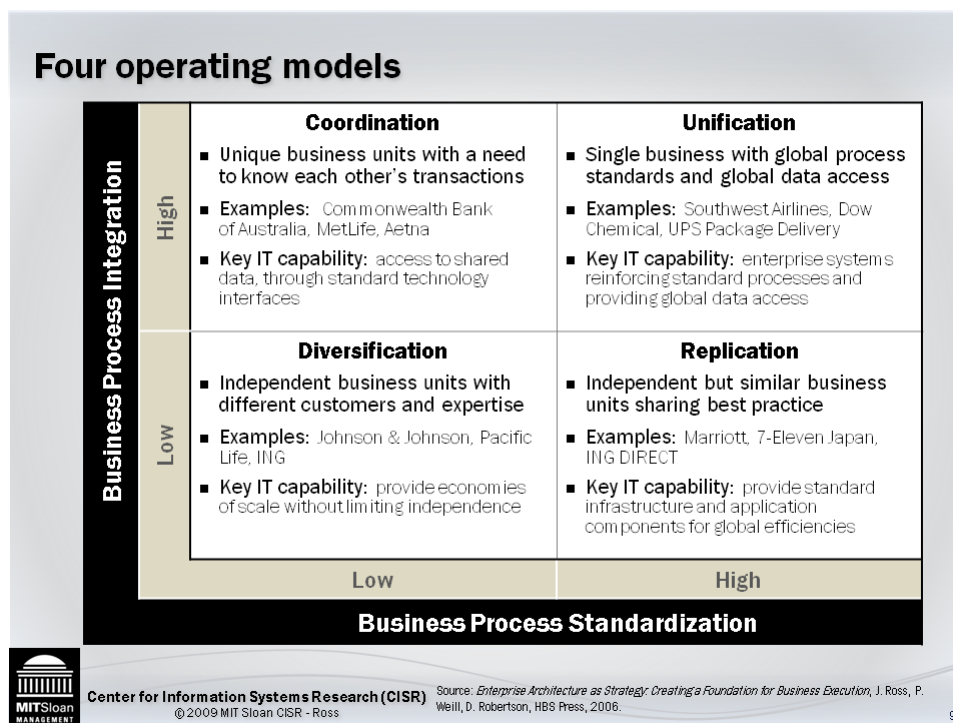 Four operating models
Business Process Integration
High
Coordination
■ Unique business units with a need
to know each other's transactions
■ Examples: Commonwealth Bank
of Australia, MetLife, Aetna
■ Key IT capability: access to shared
data, through standard technology
interfaces
Unification
■ Single business with global process
standards and global data access
■ Examples: Southwest Airlines, Dow
Chemical, UPS Package Delivery
■ Key IT capability: enterprise systems
reinforcing standard processes and
providing global data access
Low
Diversification
■ Independent business units with
different customers and expertise
■ Examples: Johnson & Johnson, Pacific
Life, ING
■ Key IT capability: provide economies
of scale without limiting independence
Replication
■ Independent but similar business
units sharing best practice
■ Examples: Marriott, 7-Eleven Japan,
ING DIRECT
■ Key IT capability: provide standard
infrastructure and application
components for global efficiencies
Low
High
Business Process Standardization
MITSloan
MANAGEMENT
Center for Information Systems Research (CISR)
© 2009 MIT Sloan CISR - Ross
Source: Enterprise Architecture as Strategy: Creating a Foundation for Business Execution, J. Ross, P.
Weill, D. Robertson, HBS Press, 2006.
9